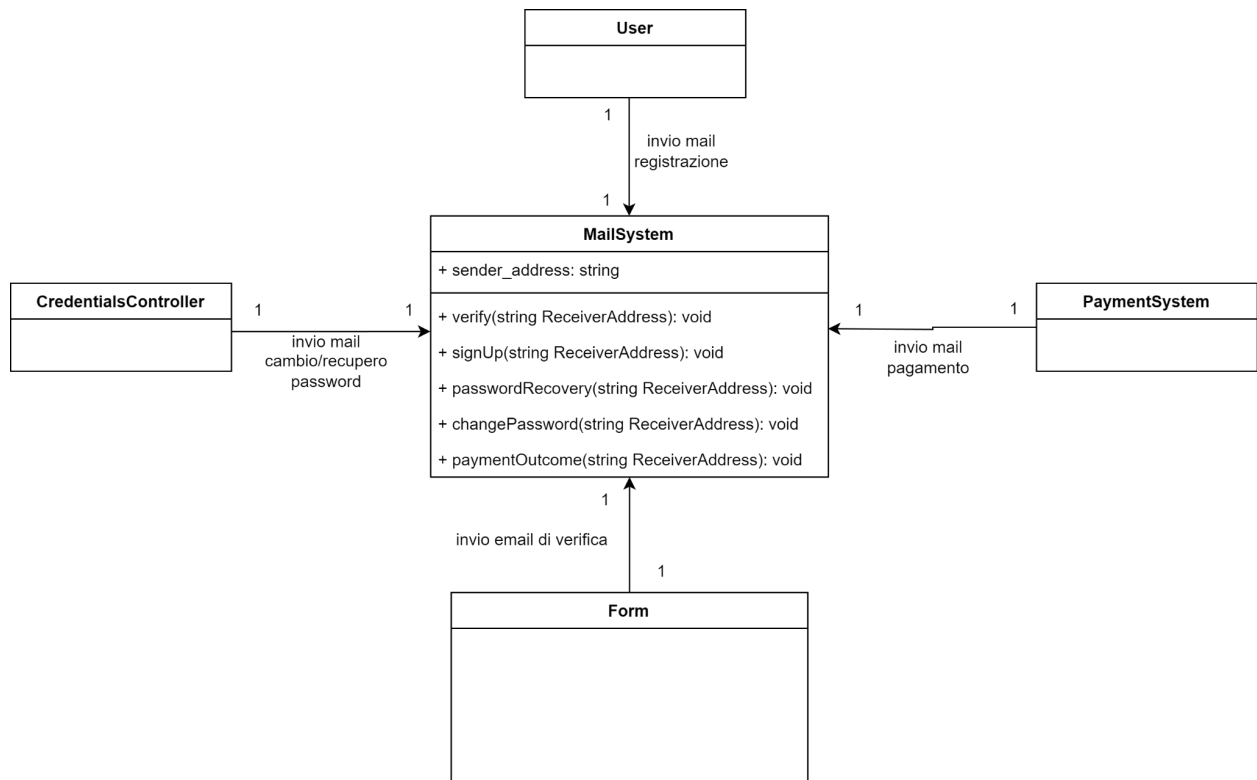 User
1
invio mail
registrazione
1
MailSystem
+ sender_address: string
+ verify(string ReceiverAddress): void
+ signUp(string ReceiverAddress): void
+ passwordRecovery(string ReceiverAddress): void
+ changePassword(string ReceiverAddress): void
+ paymentOutcome(string ReceiverAddress): void
CredentialsController
1
1
invio mail
cambio/recupero
password
PaymentSystem
1
1
invio mail
pagamento
1
invio email di verifica
1
Form